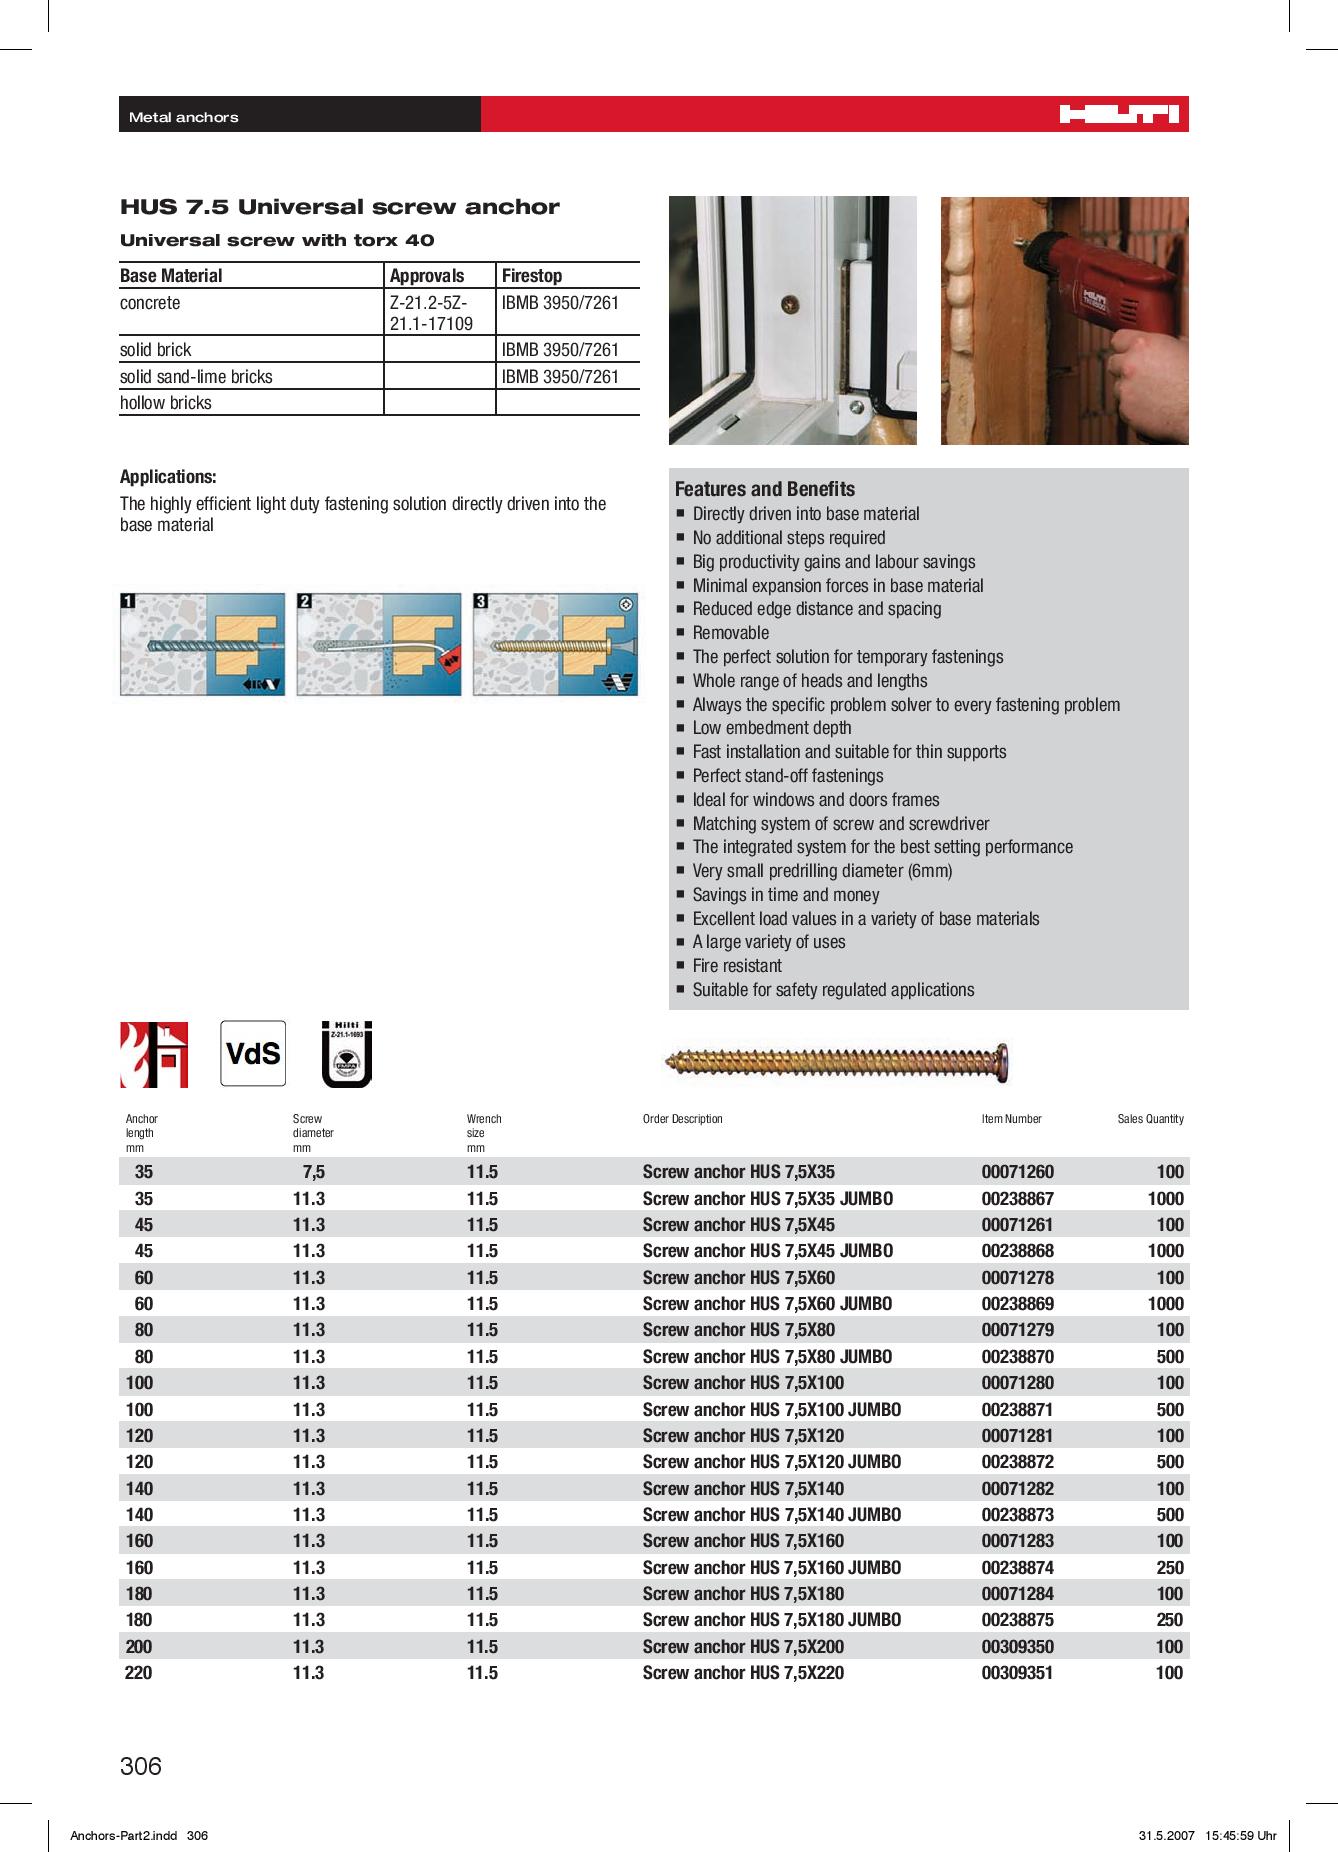 Metal anchors
HILTI
HUS 7.5 Universal screw anchor
Universal screw with torx 40
Base Material Approvals Firestop
concrete Z-21.2-5Z- IBMB 3950/7261
21.1-17109
solid brick IBMB 3950/7261
solid sand-lime bricks IBMB 3950/7261
hollow bricks
Applications:
The highly efficient light duty fastening solution directly driven into the
base material
1 2 3
Features and Benefits
■ Directly driven into base material
■ No additional steps required
■ Big productivity gains and labour savings
■ Minimal expansion forces in base material
■ Reduced edge distance and spacing
■ Removable
■ The perfect solution for temporary fastenings
■ Whole range of heads and lengths
■ Always the specific problem solver to every fastening problem
■ Low embedment depth
■ Fast installation and suitable for thin supports
■ Perfect stand-off fastenings
■ Ideal for windows and doors frames
■ Matching system of screw and screwdriver
■ The integrated system for the best setting performance
■ Very small predrilling diameter (6mm)
■ Savings in time and money
■ Excellent load values in a variety of base materials
■ A large variety of uses
■ Fire resistant
■ Suitable for safety regulated applications
VdS
Hilti
Z-21.1-1693
Anchor Screw Wrench Order Description Item Number Sales Quantity
length diameter size
mm mm mm
35 7,5 11.5 Screw anchor HUS 7,5X35 00071260 100
35 11.3 11.5 Screw anchor HUS 7,5X35 JUMBO 00238867 1000
45 11.3 11.5 Screw anchor HUS 7,5X45 00071261 100
45 11.3 11.5 Screw anchor HUS 7,5X45 JUMBO 00238868 1000
60 11.3 11.5 Screw anchor HUS 7,5X60 00071278 100
60 11.3 11.5 Screw anchor HUS 7,5X60 JUMBO 00238869 1000
80 11.3 11.5 Screw anchor HUS 7,5X80 00071279 100
80 11.3 11.5 Screw anchor HUS 7,5X80 JUMBO 00238870 500
100 11.3 11.5 Screw anchor HUS 7,5X100 00071280 100
100 11.3 11.5 Screw anchor HUS 7,5X100 JUMBO 00238871 500
120 11.3 11.5 Screw anchor HUS 7,5X120 00071281 100
120 11.3 11.5 Screw anchor HUS 7,5X120 JUMBO 00238872 500
140 11.3 11.5 Screw anchor HUS 7,5X140 00071282 100
140 11.3 11.5 Screw anchor HUS 7,5X140 JUMBO 00238873 500
160 11.3 11.5 Screw anchor HUS 7,5X160 00071283 100
160 11.3 11.5 Screw anchor HUS 7,5X160 JUMBO 00238874 250
180 11.3 11.5 Screw anchor HUS 7,5X180 00071284 100
180 11.3 11.5 Screw anchor HUS 7,5X180 JUMBO 00238875 250
200 11.3 11.5 Screw anchor HUS 7,5X200 00309350 100
220 11.3 11.5 Screw anchor HUS 7,5X220 00309351 100
306
Anchors-Part2.indd 306 31.5.2007 15:45:59 Uhr